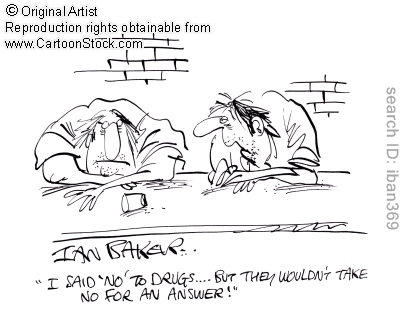 © Original Artist
Reproduction rights obtainable from
www.CartoonStock.com
search ID: iban369
IAN BAKER..
"I SAID 'NO' TO DRUGS.... BUT THEY WOULDN'T TAKE
NO FOR AN ANSWER!"